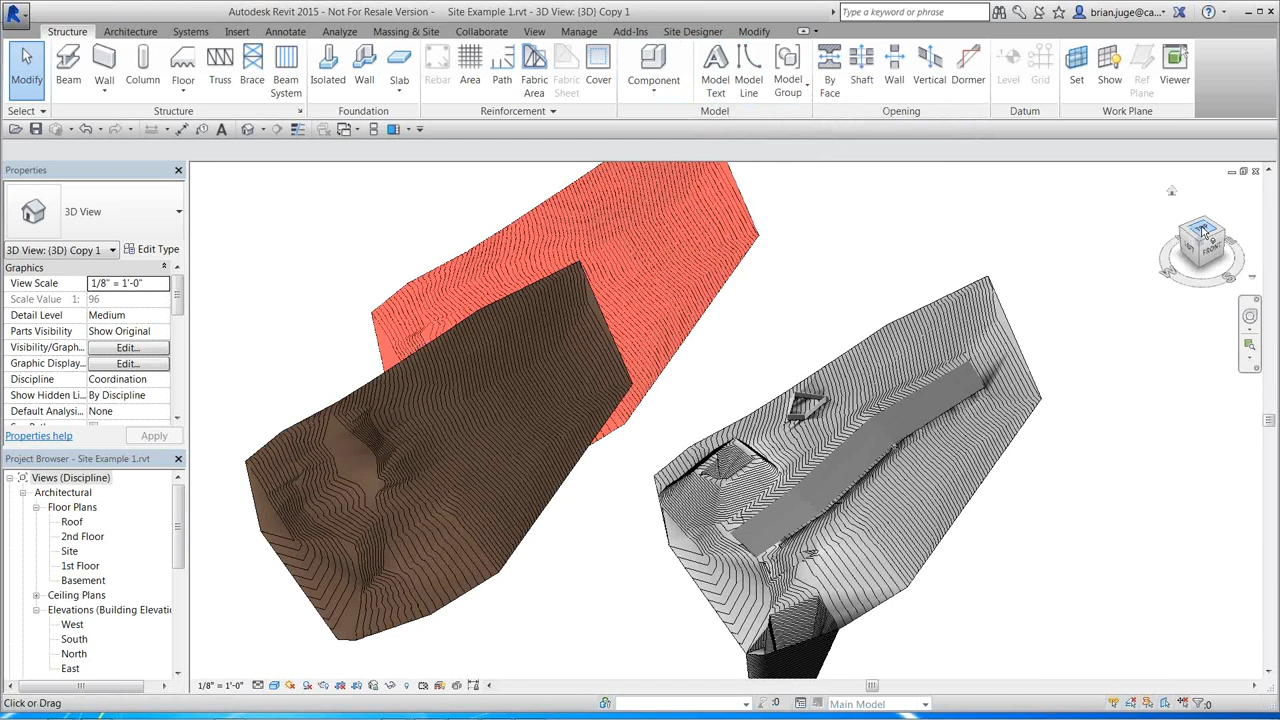 Autodesk Revit 2015 - Not For Resale Version - Site Example 1.rvt - 3D View: {3D} Copy 1
Type a keyword or phrase
brian.juge@ca...
Structure Architecture Systems Insert Annotate Analyze Massing & Site Collaborate View Manage Add-Ins Site Designer Modify
Modify Beam Wall Column Floor Truss Brace Beam System Isolated Wall Slab Rebar Area Path Fabric Area Fabric Sheet Cover Component Model Text Model Line Model Group By Face Shaft Wall Vertical Dormer Level Grid Set Show Ref Plane Viewer
Select Structure Foundation Reinforcement Model Opening Datum Work Plane
Properties
3D View
3D View: {3D} Copy 1 Edit Type
Graphics
View Scale 1/8" = 1'-0"
Scale Value 1: 96
Detail Level Medium
Parts Visibility Show Original
Visibility/Graph... Edit...
Graphic Display... Edit...
Discipline Coordination
Show Hidden Li... By Discipline
Default Analysi... None
Properties help Apply
Project Browser - Site Example 1.rvt
Views (Discipline)
Architectural
Floor Plans
Roof
2nd Floor
Site
1st Floor
Basement
Ceiling Plans
Elevations (Building Elevati
West
South
North
East
LEFT FRONT
W E
1/8" = 1'-0"
Click or Drag
:0 Main Model :0